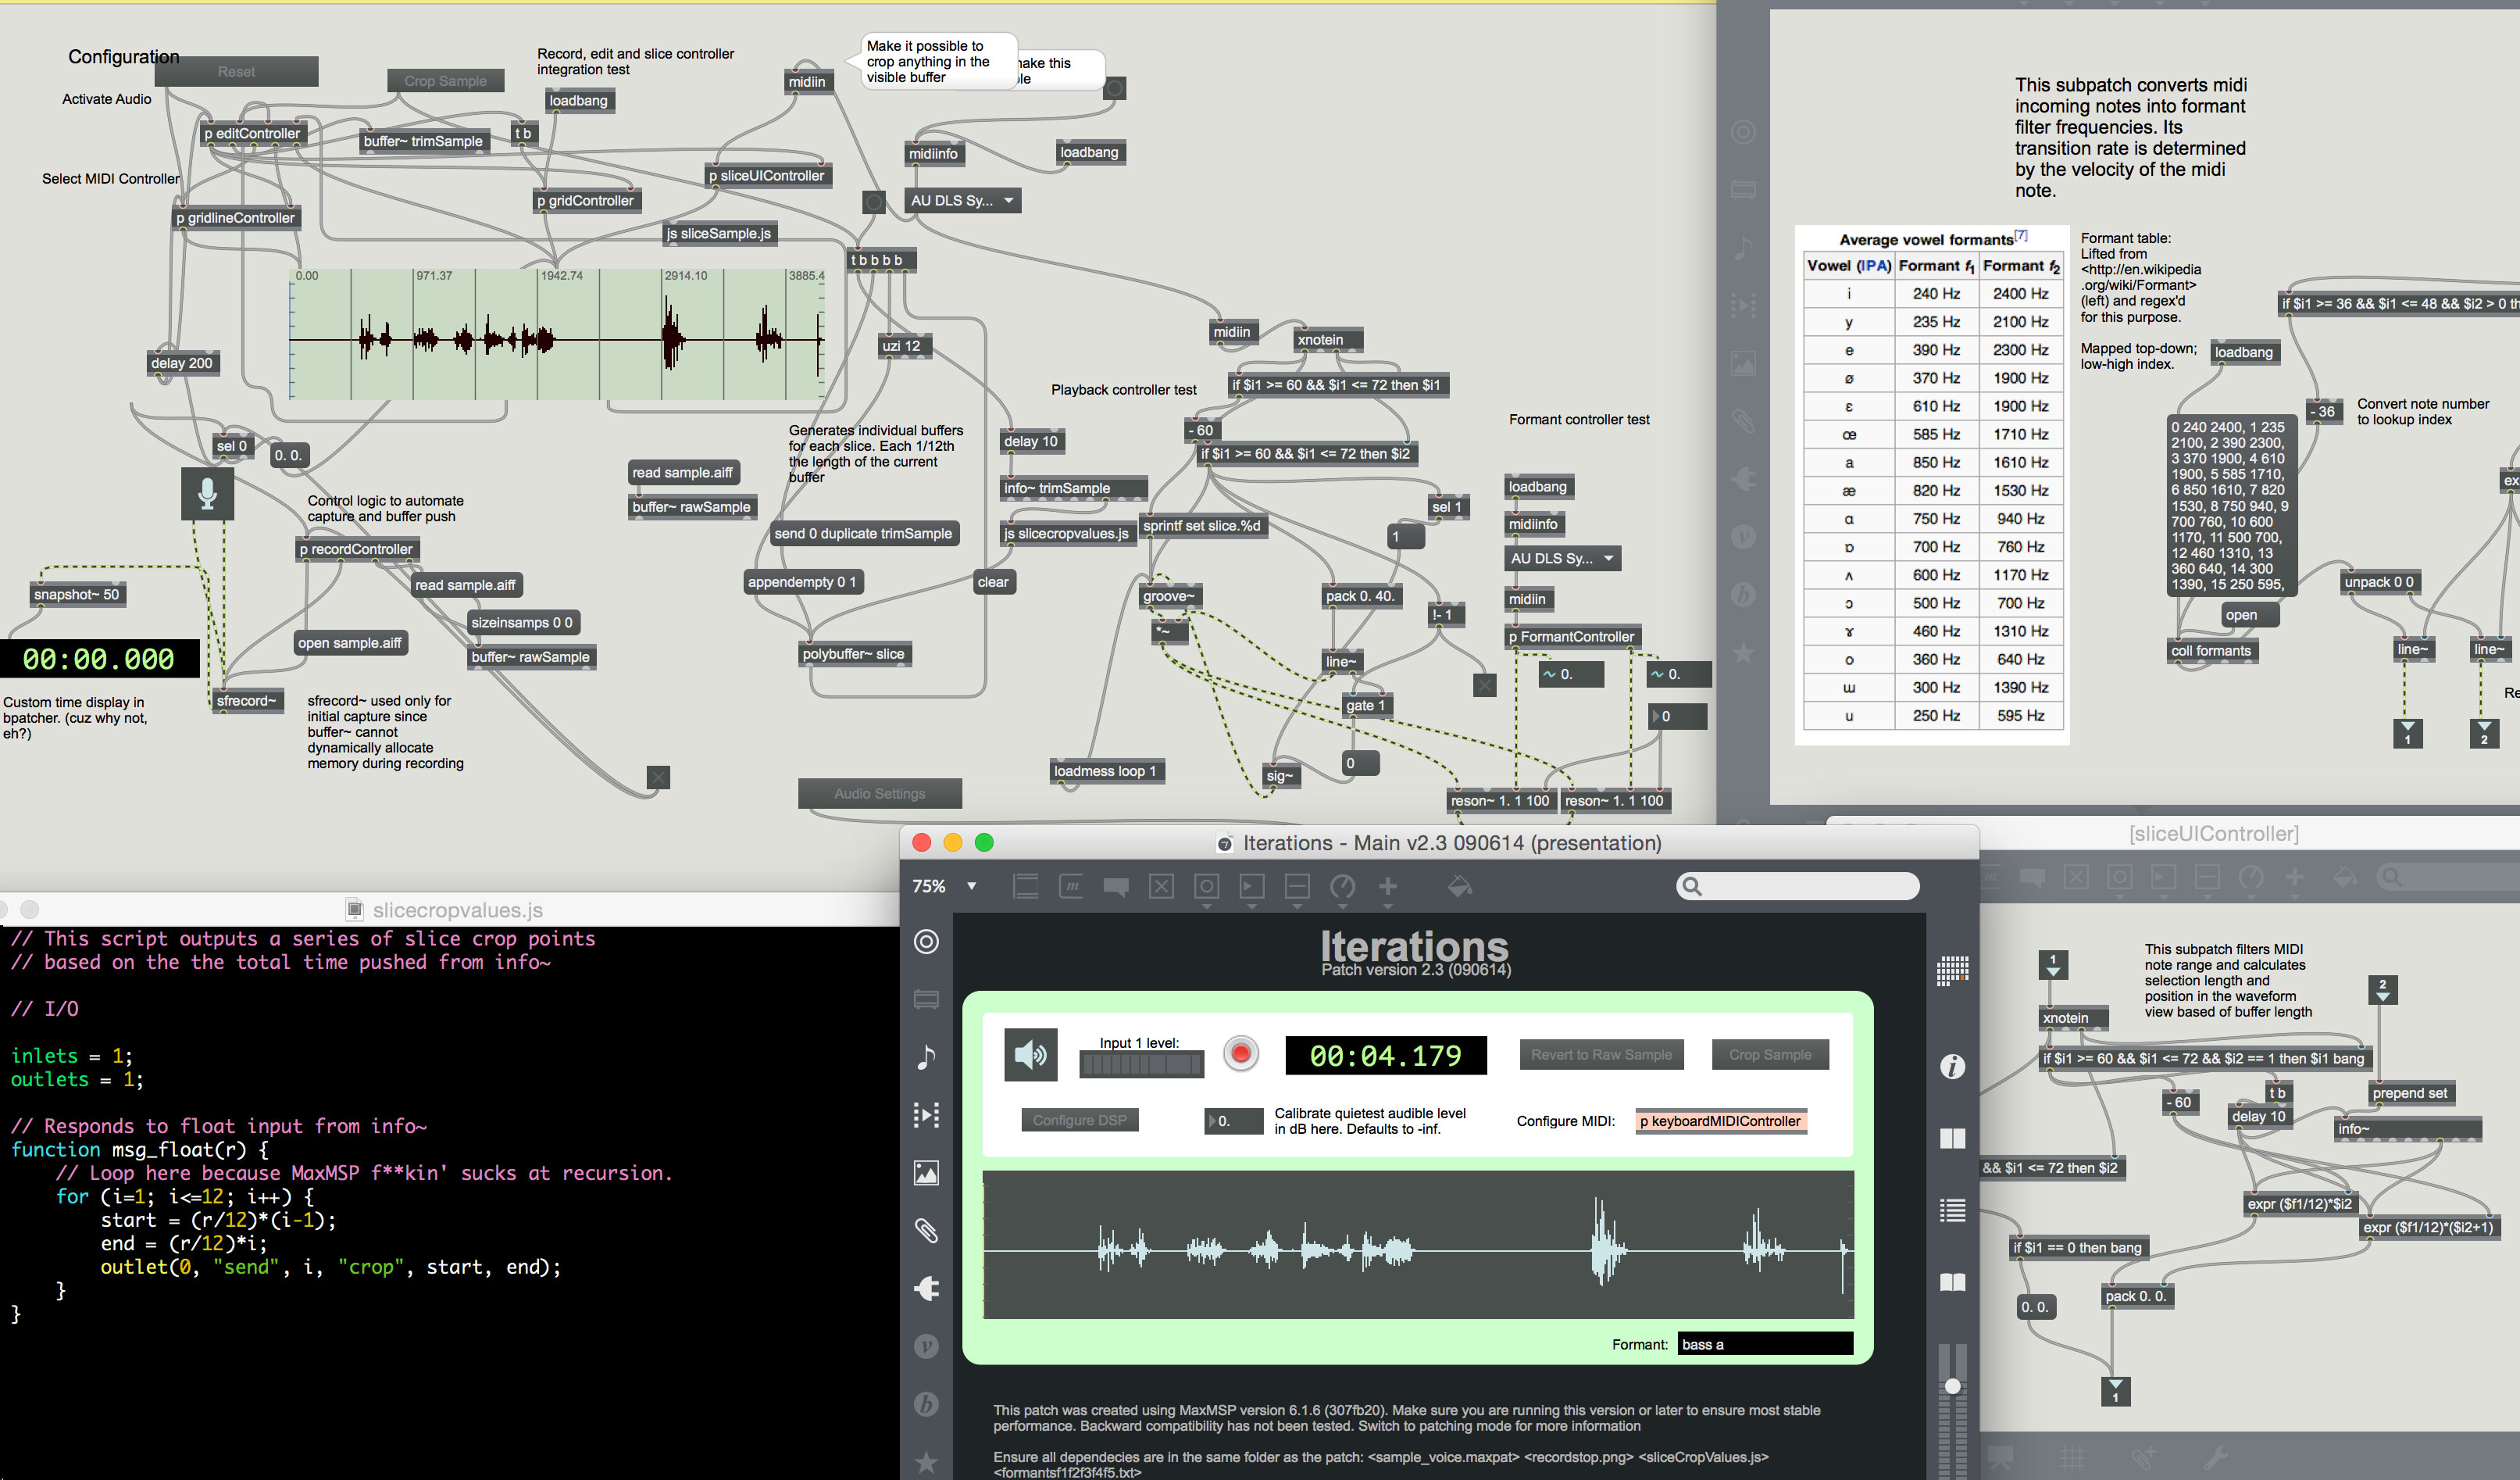 Configuration
Reset
Activate Audio
Crop Sample
Record, edit and slice controller
integration test
loadbang
p editController
buffer~ trimSample
t b
Select MIDI Controller
p gridlineController
p gridController
midiin
Make it possible to
crop anything in the
visible buffer
this
midiinfo
loadbang
p sliceUIController
AU DLS Sy...
js sliceSample.js
t b b b b
0.00
971.37
1942.74
2914.10
3885.4
delay 200
uzi 12
sel 0
0. 0.
Generates individual buffers
for each slice. Each 1/12th
the length of the current
buffer
Control logic to automate
capture and buffer push
read sample.aiff
buffer~ rawSample
p recordController
send 0 duplicate trimSample
snapshot~ 50
read sample.aiff
appendempty 0 1
clear
sizeinsamps 0 0
open sample.aiff
buffer~ rawSample
polybuffer~ slice
00:00.000
Custom time display in
bpatcher. (cuz why not,
eh?)
sfrecord~
sfrecord~ used only for
initial capture since
buffer~ cannot
dynamically allocate
memory during recording
Audio Settings
midiin
xnotein
Playback controller test
if $i1 >= 60 && $i1 <= 72 then $i1
- 60
if $i1 >= 60 && $i1 <= 72 then $i2
delay 10
info~ trimSample
js slicecropvalues.js
sprintf set slice.%d
sel 1
1
groove~
*~
pack 0. 40.
!- 1
line~
gate 1
0
sig~
loadmess loop 1
Formant controller test
loadbang
midiinfo
AU DLS Sy...
midiin
p FormantController
0.
0.
0
reson~ 1. 1 100
reson~ 1. 1 100
This subpatch converts midi
incoming notes into formant
filter frequencies. Its
transition rate is determined
by the velocity of the midi
note.
Average vowel formants[7]
Vowel (IPA) Formant f1 Formant f2
i 240 Hz 2400 Hz
y 235 Hz 2100 Hz
e 390 Hz 2300 Hz
ø 370 Hz 1900 Hz
ɛ 610 Hz 1900 Hz
œ 585 Hz 1710 Hz
a 850 Hz 1610 Hz
æ 820 Hz 1530 Hz
ɑ 750 Hz 940 Hz
ɒ 700 Hz 760 Hz
ʌ 600 Hz 1170 Hz
ɔ 500 Hz 700 Hz
ɤ 460 Hz 1310 Hz
o 360 Hz 640 Hz
ɯ 300 Hz 1390 Hz
u 250 Hz 595 Hz
Formant table:
Lifted from
<http://en.wikipedia
.org/wiki/Formant>
(left) and regex'd
for this purpose.
Mapped top-down;
low-high index.
if $i1 >= 36 && $i1 <= 48 && $i2 > 0 th
loadbang
- 36
Convert note number
to lookup index
0 240 2400, 1 235
2100, 2 390 2300,
3 370 1900, 4 610
1900, 5 585 1710,
6 850 1610, 7 820
1530, 8 750 940, 9
700 760, 10 600
1170, 11 500 700,
12 460 1310, 13
360 640, 14 300
1390, 15 250 595,
open
coll formants
unpack 0 0
ex
line~
line~
Re
1
2
slicecropvalues.js
// This script outputs a series of slice crop points
// based on the the total time pushed from info~
// I/O
inlets = 1;
outlets = 1;
// Responds to float input from info~
function msg_float(r) {
// Loop here because MaxMSP f**kin' sucks at recursion.
for (i=1; i<=12; i++) {
start = (r/12)*(i-1);
end = (r/12)*i;
outlet(0, "send", i, "crop", start, end);
}
}
Iterations - Main v2.3 090614 (presentation)
75%
Iterations
Patch version 2.3 (090614)
Input 1 level:
00:04.179
Revert to Raw Sample
Crop Sample
Configure DSP
0.
Calibrate quietest audible level
in dB here. Defaults to -inf.
Configure MIDI:
p keyboardMIDIController
Formant:
bass a
This patch was created using MaxMSP version 6.1.6 (307fb20). Make sure you are running this version or later to ensure most stable
performance. Backward compatibility has not been tested. Switch to patching mode for more information
Ensure all dependecies are in the same folder as the patch: <sample_voice.maxpat> <recordstop.png> <sliceCropValues.js>
<formantsf1f2f3f4f5.txt>
[sliceUIController]
1
This subpatch filters MIDI
note range and calculates
selection length and
position in the waveform
view based of buffer length
2
xnotein
if $i1 >= 60 && $i1 <= 72 && $i2 == 1 then $i1 bang
- 60
t b
prepend set
delay 10
info~
&& $i1 <= 72 then $i2
expr ($f1/12)*$i2
expr ($f1/12)*($i2+1)
if $i1 == 0 then bang
0. 0.
pack 0. 0.
1